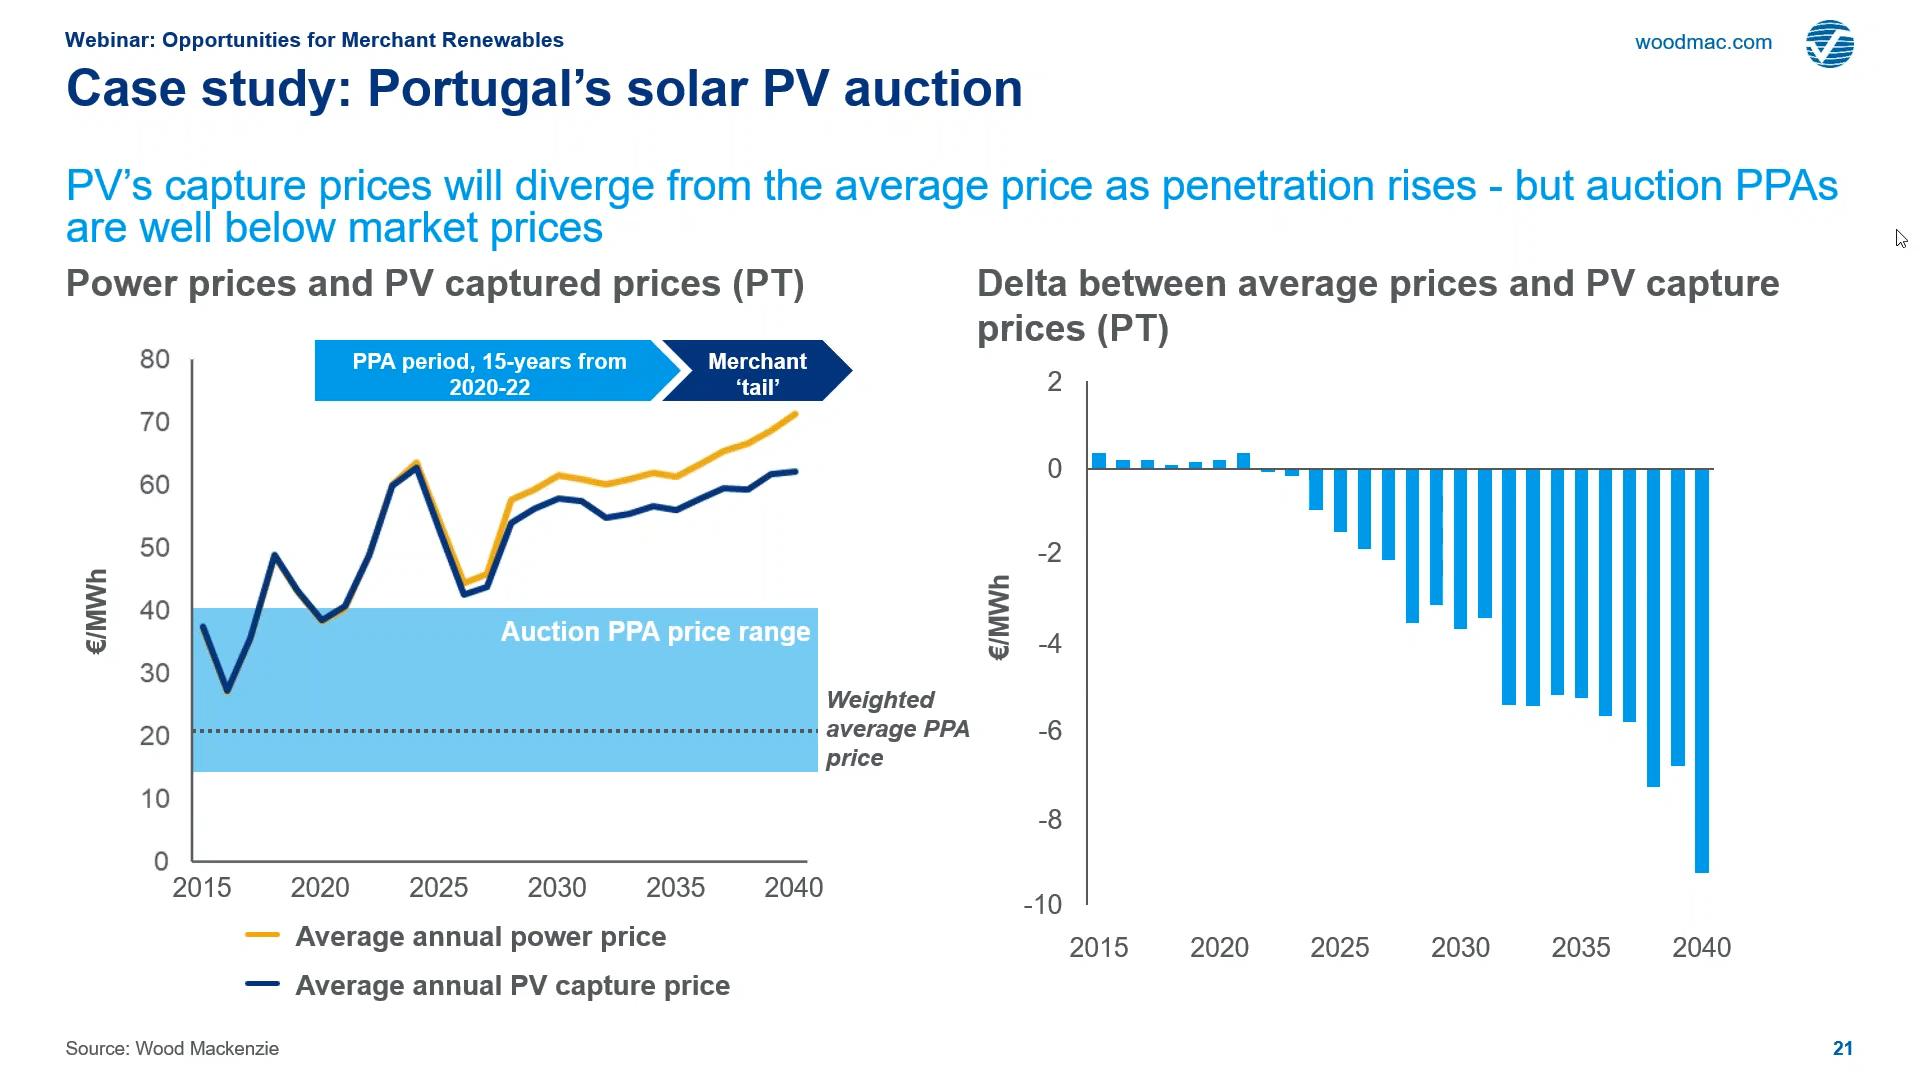 Webinar: Opportunities for Merchant Renewables
woodmac.com
Case study: Portugal’s solar PV auction
PV’s capture prices will diverge from the average price as penetration rises - but auction PPAs
are well below market prices
Power prices and PV captured prices (PT)
80
70
60
50
40
30
20
10
0
€/MWh
PPA period, 15-years from
2020-22
Merchant
‘tail’
Auction PPA price range
Weighted
average PPA
price
2015 2020 2025 2030 2035 2040
Average annual power price
Average annual PV capture price
Delta between average prices and PV capture
prices (PT)
2
0
-2
-4
-6
-8
-10
€/MWh
2015 2020 2025 2030 2035 2040
Source: Wood Mackenzie
21